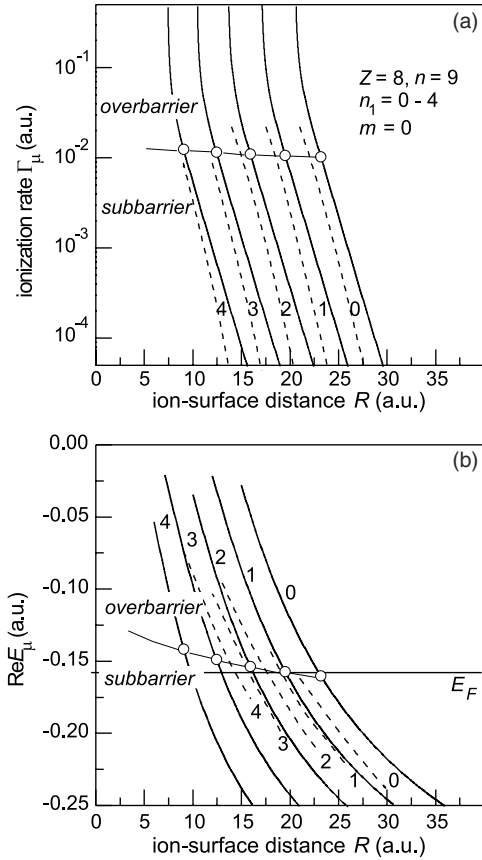 (a)
10⁻¹
10⁻²
10⁻³
10⁻⁴
ionization rate Γμ (a.u.)
Z = 8, n = 9
n₁ = 0 - 4
m = 0
overbarrier
subbarrier
4 3 2 1 0
0 5 10 15 20 25 30 35
ion-surface distance R (a.u.)
(b)
0.00
-0.05
-0.10
-0.15
-0.20
-0.25
ReEμ (a.u.)
4 3 2 1 0
overbarrier
subbarrier
E_F
4 3 2 1 0
0 5 10 15 20 25 30 35
ion-surface distance R (a.u.)